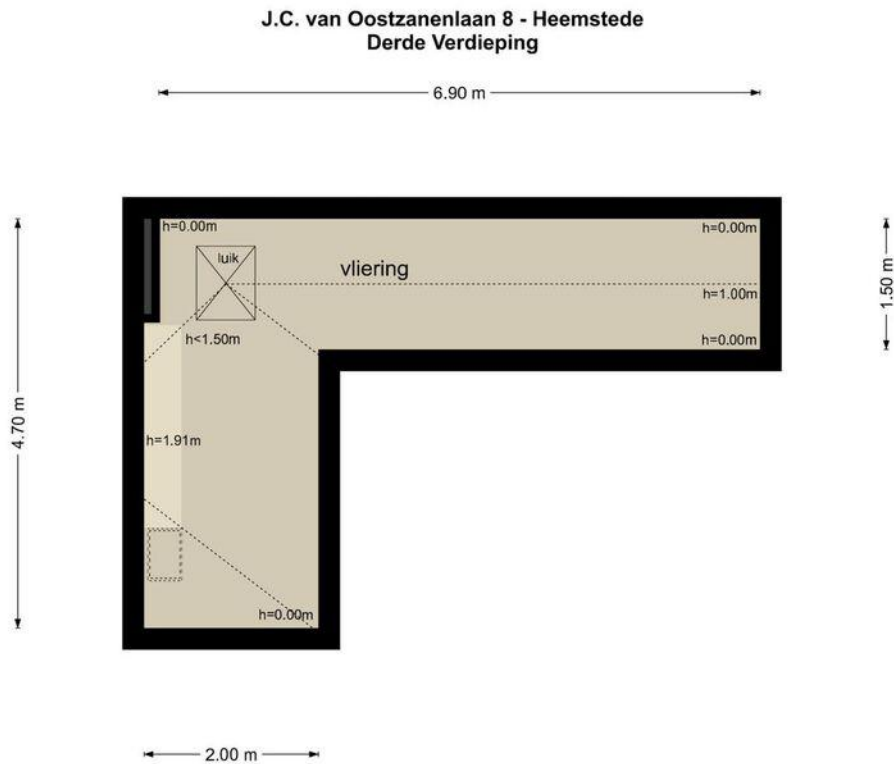 J.C. van Oostzanenlaan 8 - Heemstede
Derde Verdieping
6.90 m
h=0.00m
h=0.00m
luik
vliering
h=1.00m
1.50 m
h<1.50m
h=0.00m
4.70 m
h=1.91m
h=0.00m
2.00 m